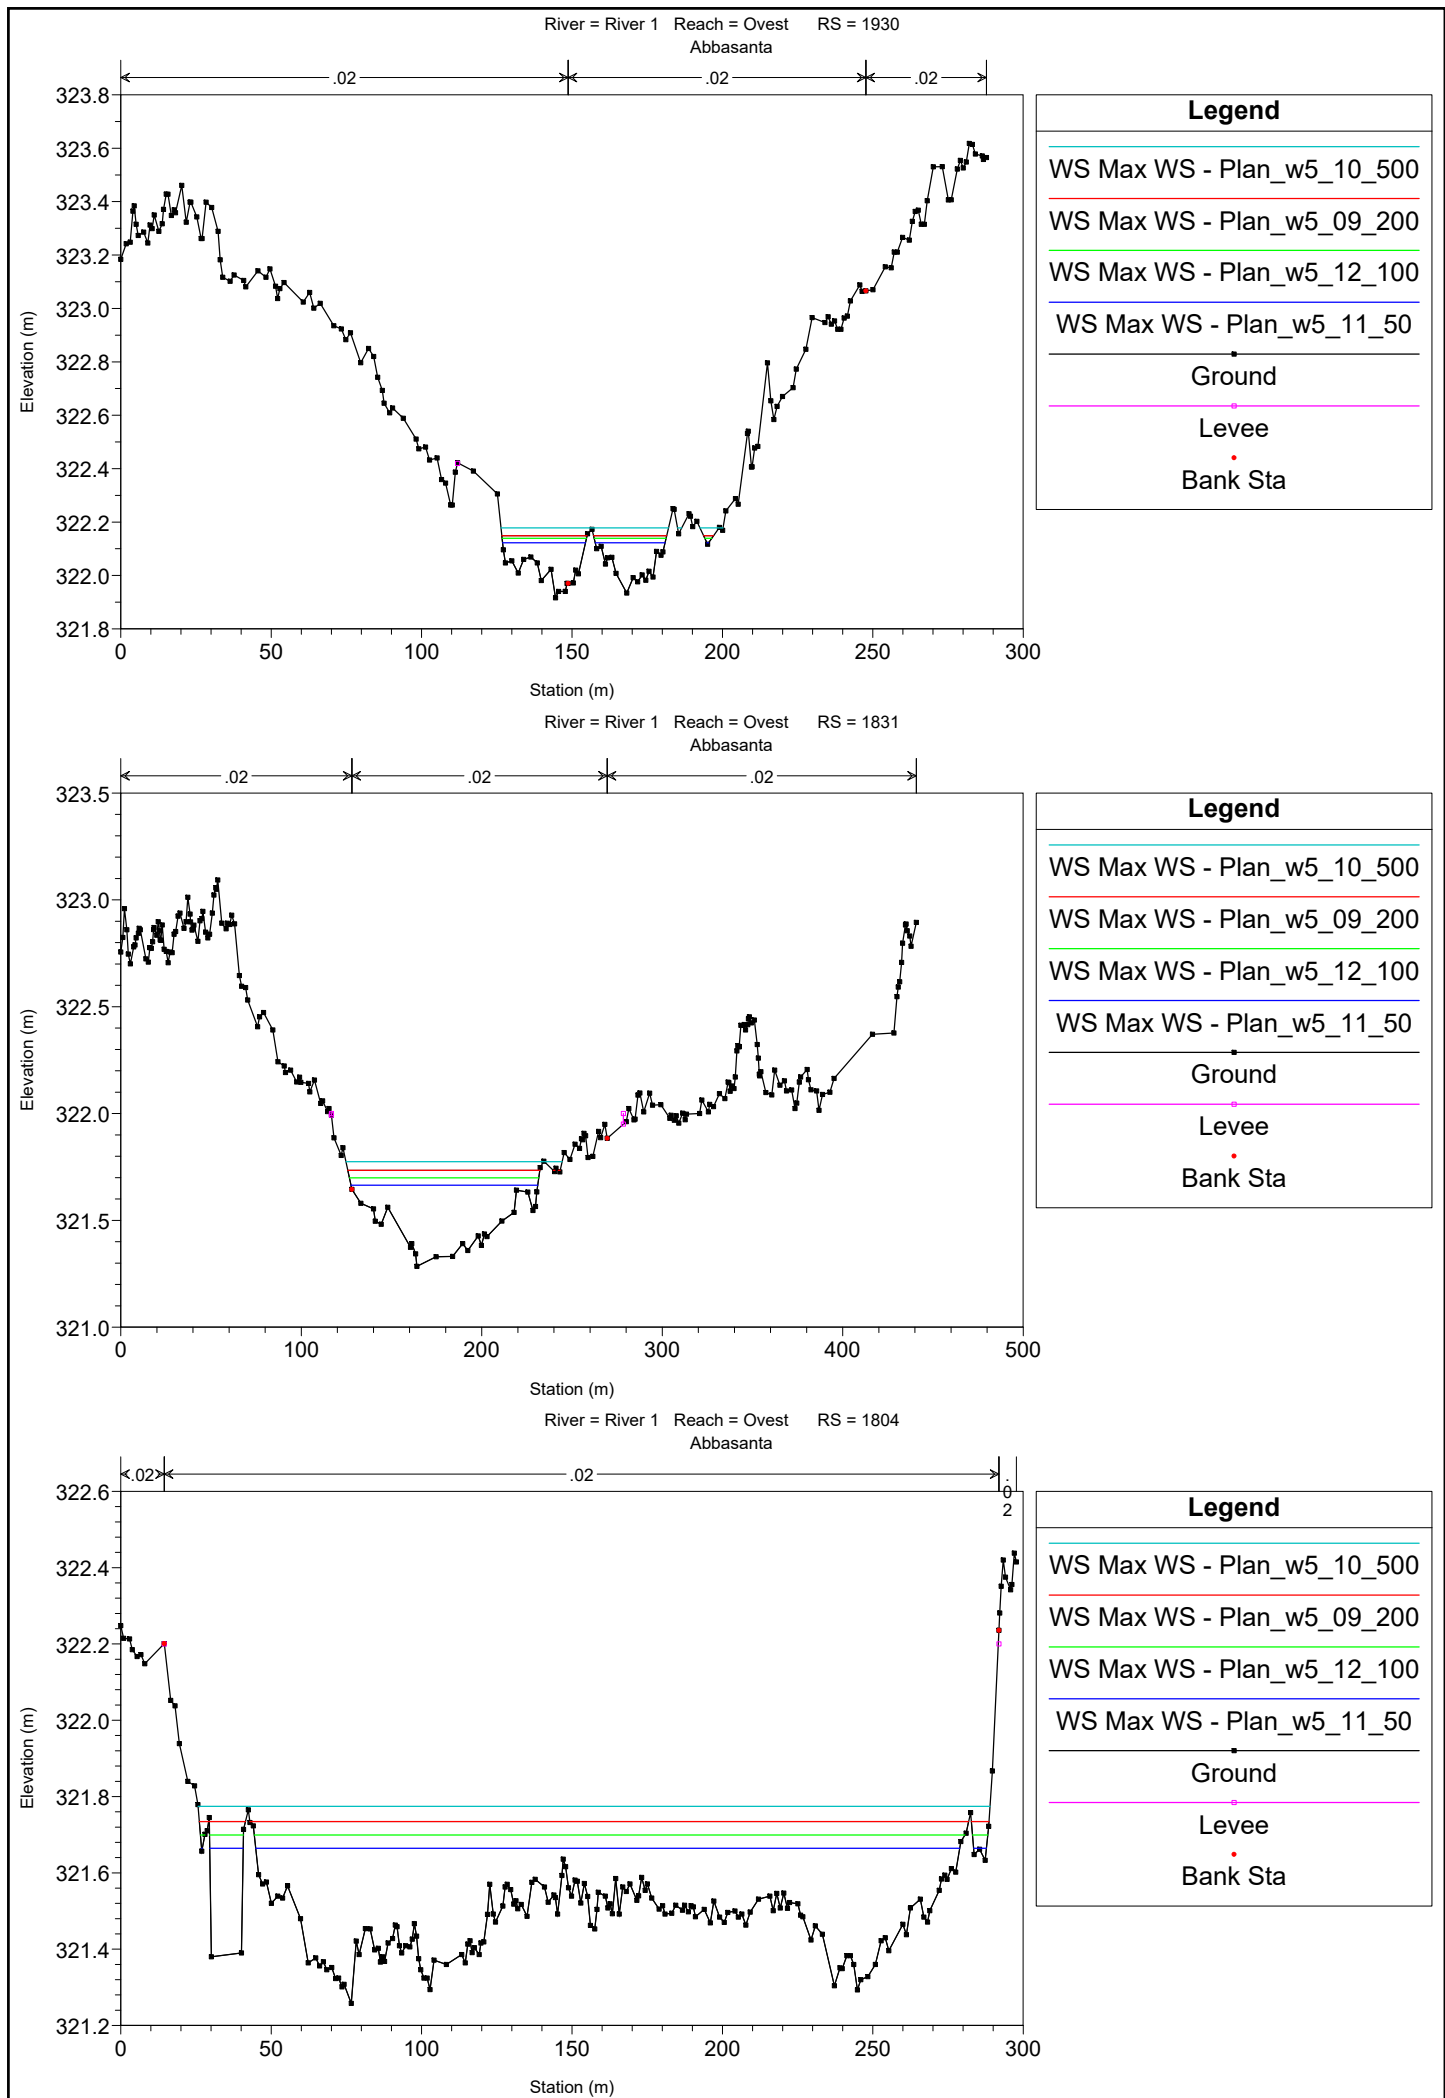 River = River 1 Reach = Ovest RS = 1930
Abbasanta
.02 .02 .02
323.8
323.6
323.4
323.2
323.0
322.8
322.6
322.4
322.2
322.0
321.8
Elevation (m)
0 50 100 150 200 250 300
Station (m)
Legend
WS Max WS - Plan_w5_10_500
WS Max WS - Plan_w5_09_200
WS Max WS - Plan_w5_12_100
WS Max WS - Plan_w5_11_50
Ground
Levee
Bank Sta
River = River 1 Reach = Ovest RS = 1831
Abbasanta
.02 .02 .02
323.5
323.0
322.5
322.0
321.5
321.0
Elevation (m)
0 100 200 300 400 500
Station (m)
Legend
WS Max WS - Plan_w5_10_500
WS Max WS - Plan_w5_09_200
WS Max WS - Plan_w5_12_100
WS Max WS - Plan_w5_11_50
Ground
Levee
Bank Sta
River = River 1 Reach = Ovest RS = 1804
Abbasanta
.02 .02 .02
322.6
322.4
322.2
322.0
321.8
321.6
321.4
321.2
Elevation (m)
0 50 100 150 200 250 300
Station (m)
Legend
WS Max WS - Plan_w5_10_500
WS Max WS - Plan_w5_09_200
WS Max WS - Plan_w5_12_100
WS Max WS - Plan_w5_11_50
Ground
Levee
Bank Sta